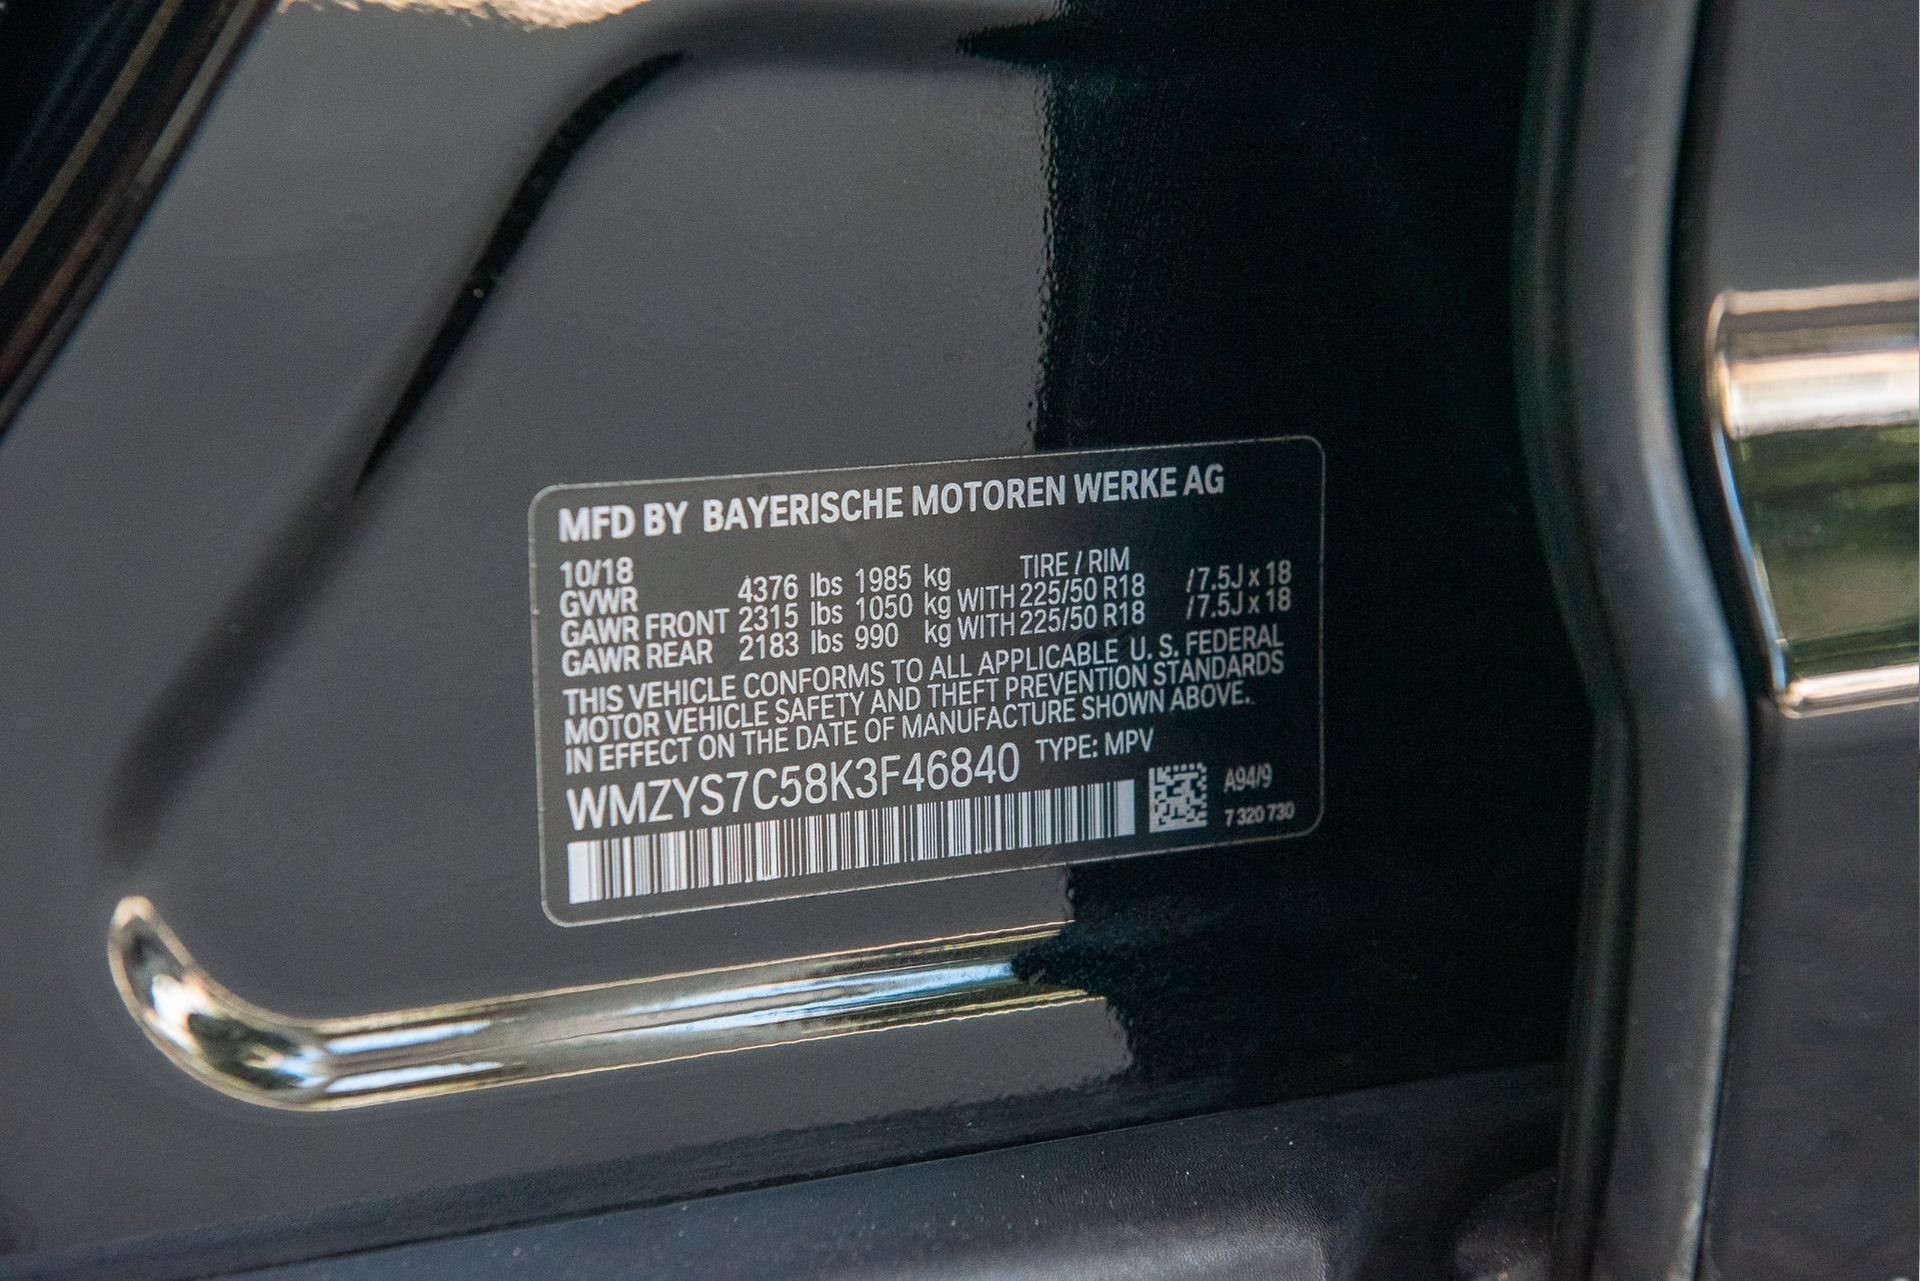 MFD BY BAYERISCHE MOTOREN WERKE AG
10/18 TIRE / RIM
GVWR 4376 lbs 1985 kg
GAWR FRONT 2315 lbs 1050 kg WITH 225/50 R18 /7.5J x 18
GAWR REAR 2183 lbs 990 kg WITH 225/50 R18 /7.5J x 18
THIS VEHICLE CONFORMS TO ALL APPLICABLE U. S. FEDERAL
MOTOR VEHICLE SAFETY AND THEFT PREVENTION STANDARDS
IN EFFECT ON THE DATE OF MANUFACTURE SHOWN ABOVE.
WMZYS7C58K3F46840 TYPE: MPV
A94/9
7 320 730